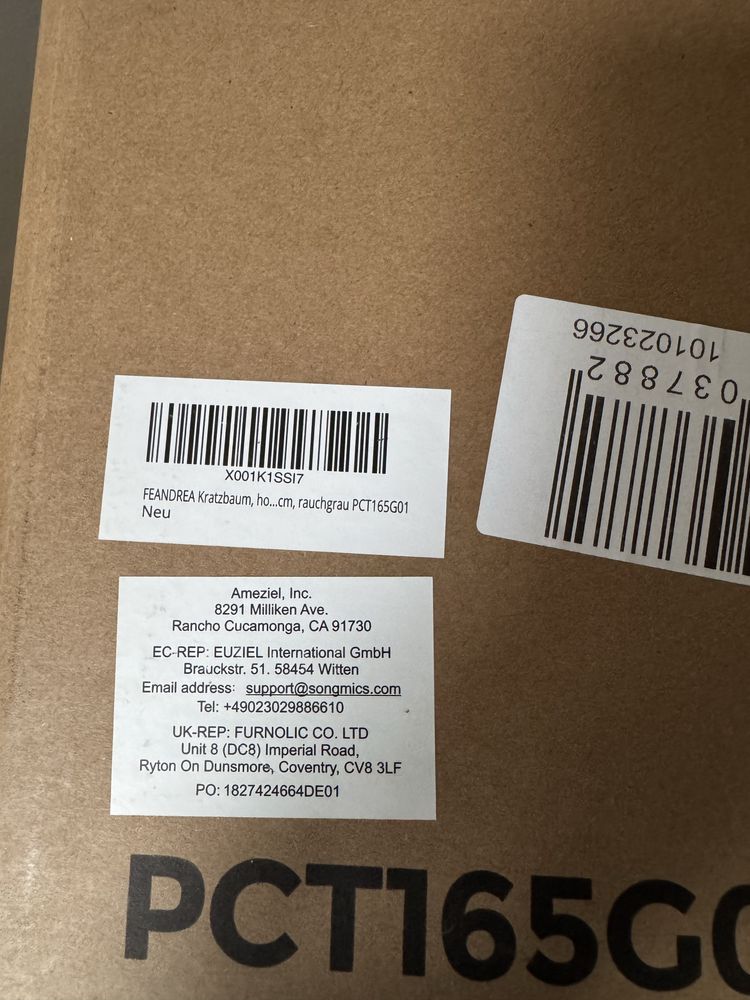 101023266
037882
X001K1SSI7
FEANDREA Kratzbaum, ho...cm, rauchgrau PCT165G01
Neu
Ameziel, Inc.
8291 Milliken Ave.
Rancho Cucamonga, CA 91730
EC-REP: EUZIEL International GmbH
Brauckstr. 51. 58454 Witten
Email address: support@songmics.com
Tel: +49023029886610
UK-REP: FURNOLIC CO. LTD
Unit 8 (DC8) Imperial Road,
Ryton On Dunsmore, Coventry, CV8 3LF
PO: 1827424664DE01
PCT165G0